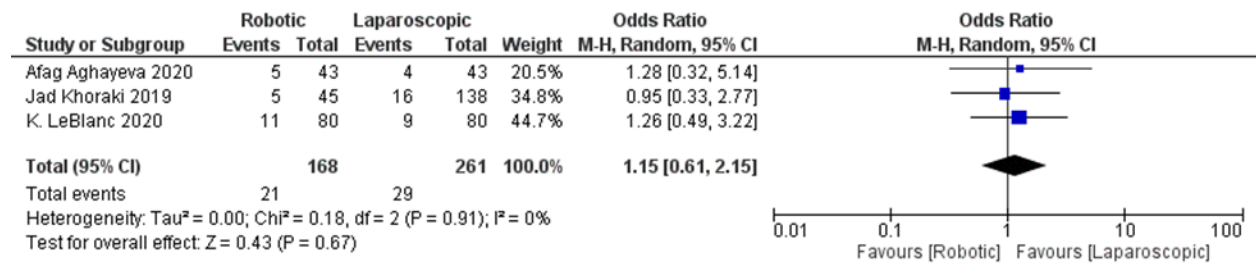 Robotic Laparoscopic Odds Ratio Odds Ratio
Study or Subgroup Events Total Events Total Weight M-H, Random, 95% CI M-H, Random, 95% CI
Afag Aghayeva 2020 5 43 4 43 20.5% 1.28 [0.32, 5.14]
Jad Khoraki 2019 5 45 16 138 34.8% 0.95 [0.33, 2.77]
K. LeBlanc 2020 11 80 9 80 44.7% 1.26 [0.49, 3.22]
Total (95% CI) 168 261 100.0% 1.15 [0.61, 2.15]
Total events 21 29
Heterogeneity: Tau² = 0.00; Chi² = 0.18, df = 2 (P = 0.91); I² = 0%
Test for overall effect: Z = 0.43 (P = 0.67)
0.01 0.1 1 10 100
Favours [Robotic] Favours [Laparoscopic]